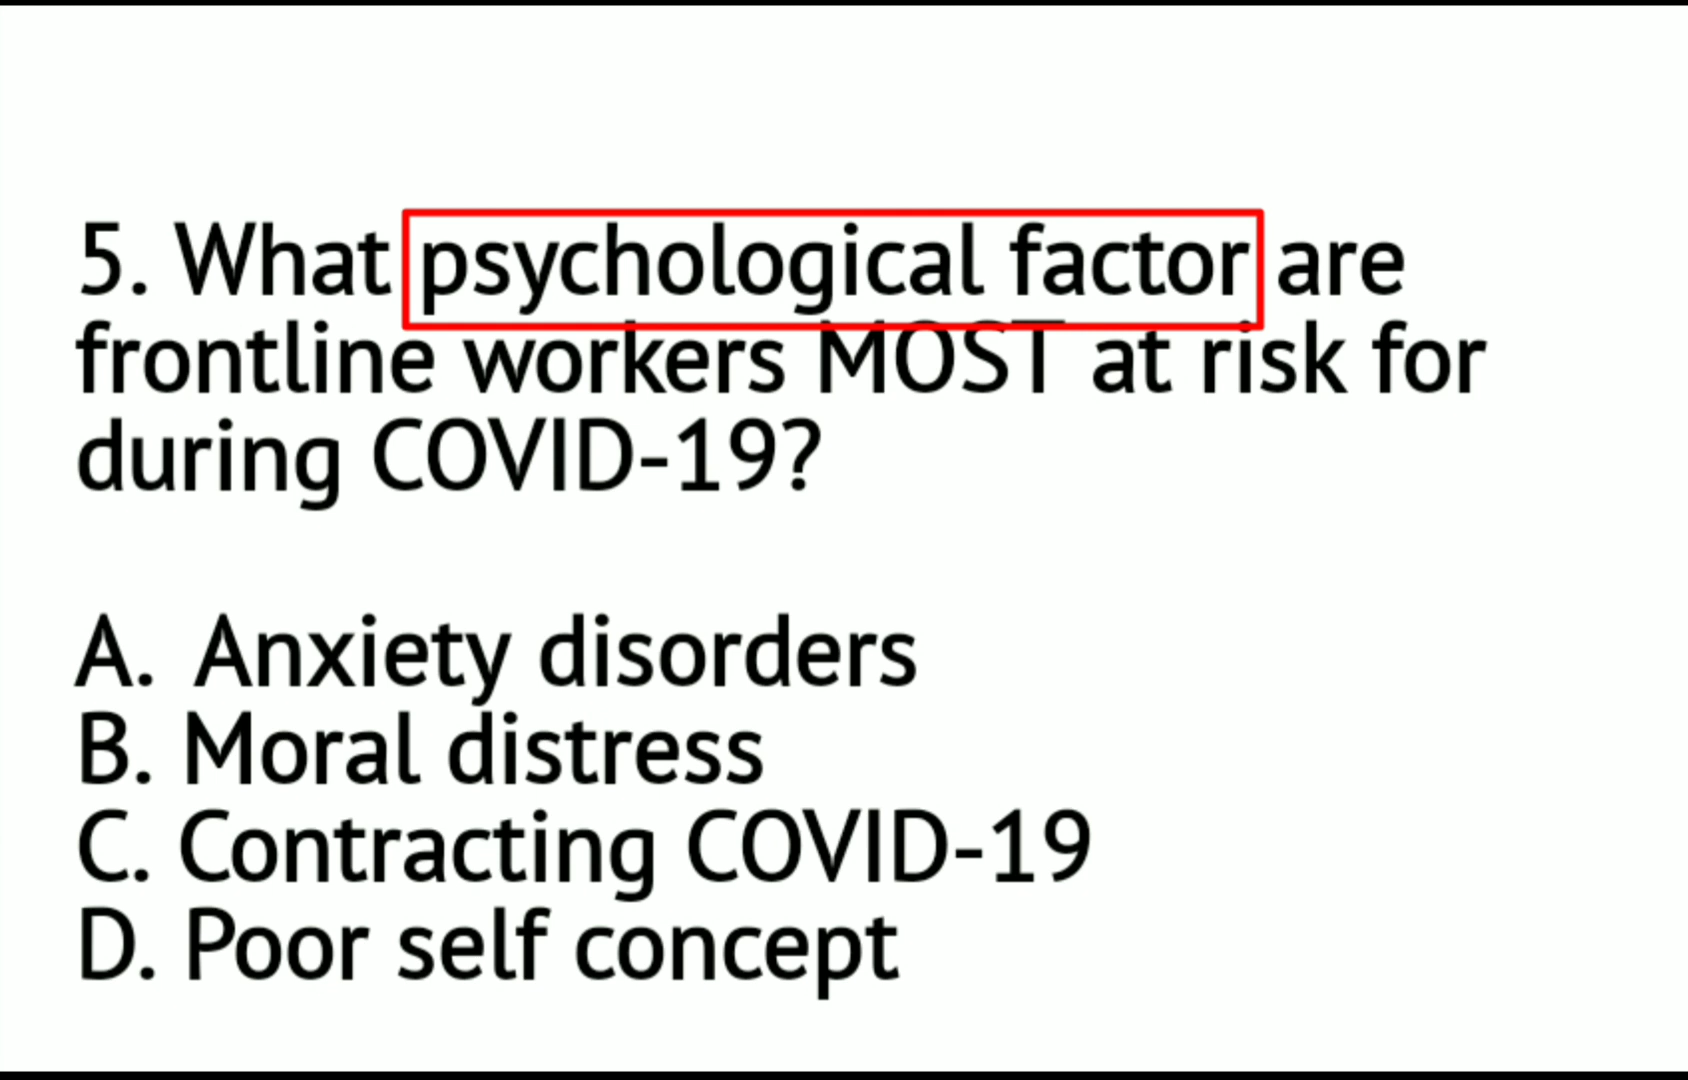 5. What psychological factor are
frontline workers MOST at risk for
during COVID-19?
A. Anxiety disorders
B. Moral distress
C. Contracting COVID-19
D. Poor self concept